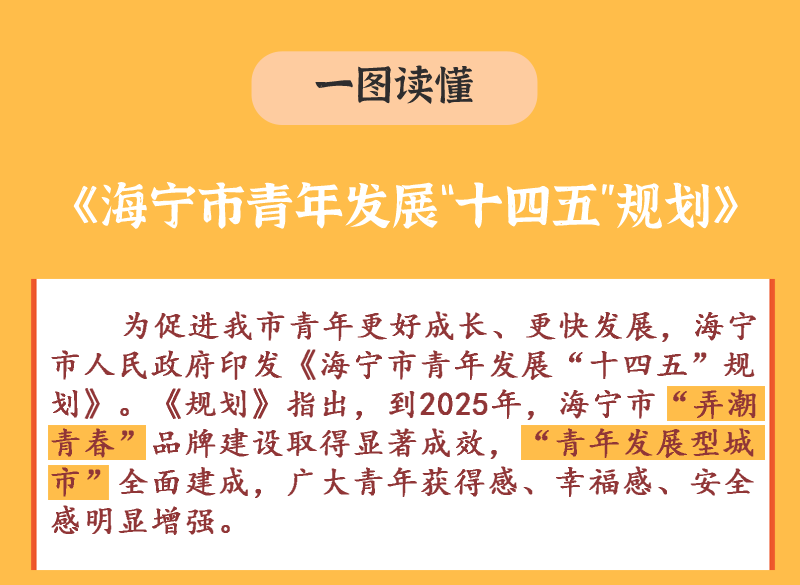 一图读懂
《海宁市青年发展“十四五”规划》
为促进我市青年更好成长、更快发展，海宁
市人民政府印发《海宁市青年发展“十四五”规
划》。《规划》指出，到2025年，海宁市“弄潮
青春”品牌建设取得显著成效，“青年发展型城
市”全面建成，广大青年获得感、幸福感、安全
感明显增强。